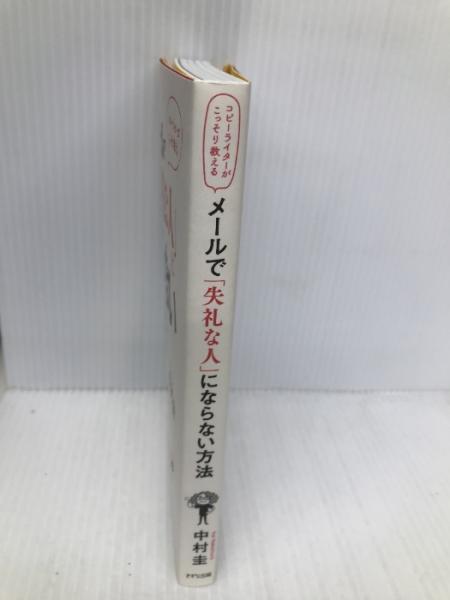 コピーライターが
こっそり教える
メールで「失礼な人」にならない方法
中村圭